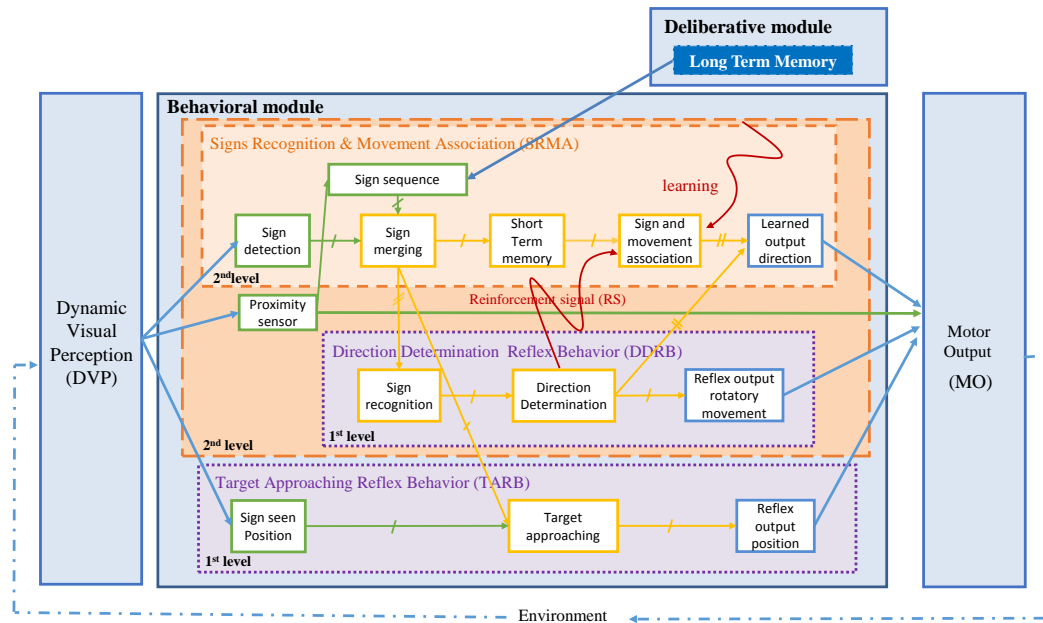 Deliberative module
Long Term Memory
Behavioral module
Signs Recognition & Movement Association (SRMA)
Sign sequence
learning
Sign
detection
Sign
merging
Short
Term
memory
Sign and
movement
association
Learned
output
direction
2nd level
Proximity
sensor
Reinforcement signal (RS)
Dynamic
Visual
Perception
(DVP)
Motor
Output
(MO)
Direction Determination Reflex Behavior (DDRB)
Sign
recognition
Direction
Determination
Reflex output
rotatory
movement
1st level
2nd level
Target Approaching Reflex Behavior (TARB)
Sign seen
Position
Target
approaching
Reflex
output
position
1st level
Environment